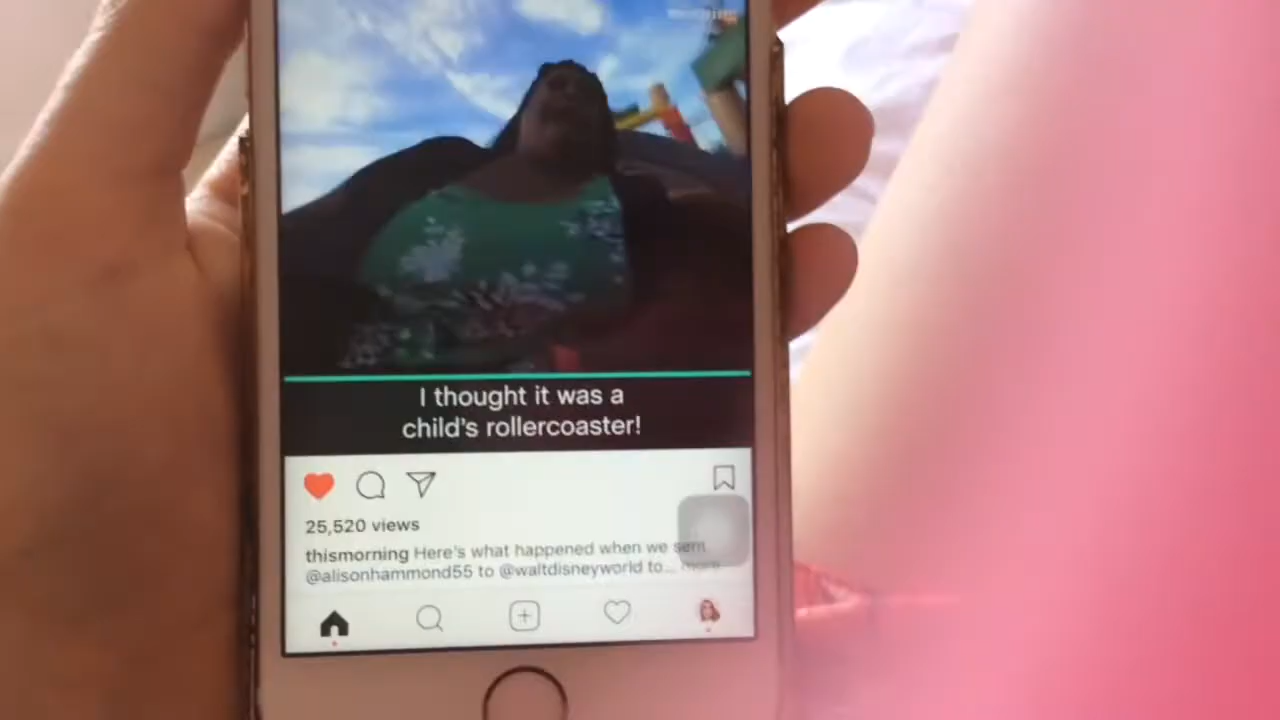 I thought it was a
child's rollercoaster!
25,520 views
thismorning Here's what happened when we sent
@alisonhammond55 to @waltdisneyworld to... more